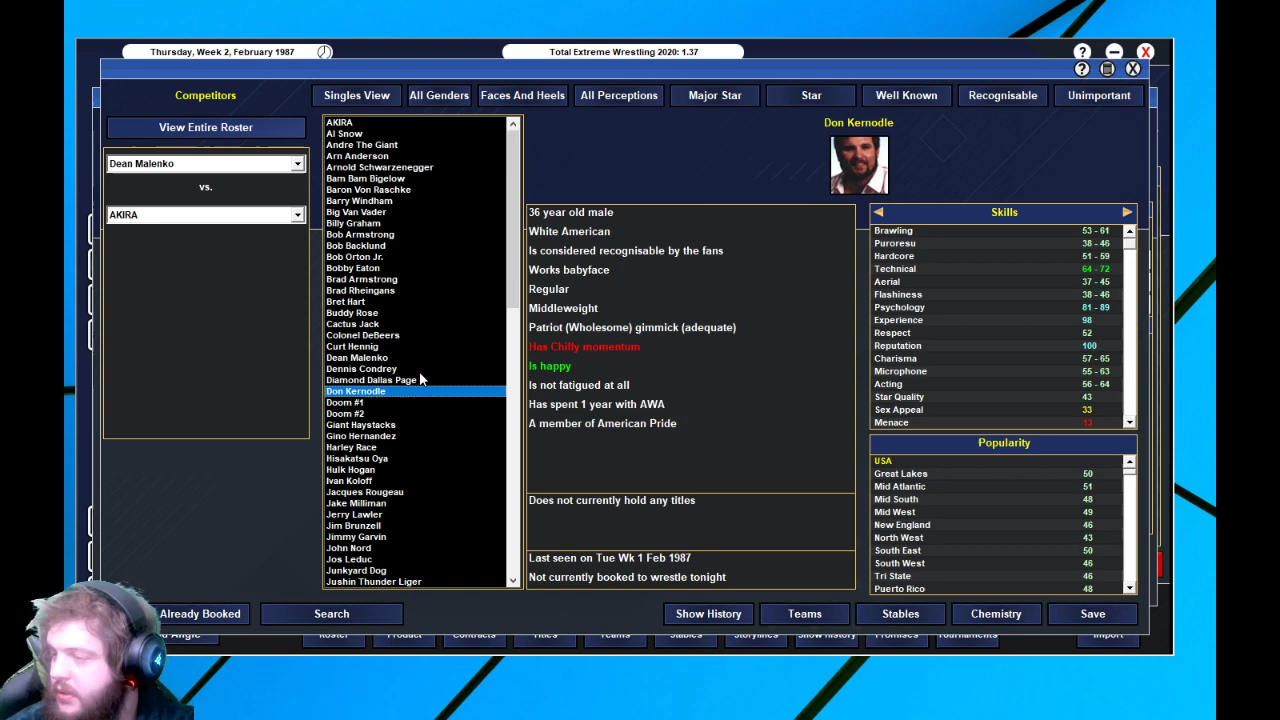 Thursday, Week 2, February 1987
Total Extreme Wrestling 2020: 1.37
? X
? X
Competitors
Singles View
All Genders
Faces And Heels
All Perceptions
Major Star
Star
Well Known
Recognisable
Unimportant
View Entire Roster
Dean Malenko
vs.
AKIRA
AKIRA
Al Snow
Andre The Giant
Arn Anderson
Arnold Schwarzenegger
Bam Bam Bigelow
Baron Von Raschke
Barry Windham
Big Van Vader
Billy Graham
Bob Armstrong
Bob Backlund
Bob Orton Jr.
Bobby Eaton
Brad Armstrong
Brad Rheingans
Bret Hart
Buddy Rose
Cactus Jack
Colonel DeBeers
Curt Hennig
Dean Malenko
Dennis Condrey
Diamond Dallas Page
Don Kernodle
Doom #1
Doom #2
Giant Haystacks
Gino Hernandez
Harley Race
Hisakatsu Oya
Hulk Hogan
Ivan Koloff
Jacques Rougeau
Jake Milliman
Jerry Lawler
Jim Brunzell
Jimmy Garvin
John Nord
Jos Leduc
Junkyard Dog
Jushin Thunder Liger
Don Kernodle
36 year old male
White American
Is considered recognisable by the fans
Works babyface
Regular
Middleweight
Patriot (Wholesome) gimmick (adequate)
Has Chilly momentum
Is happy
Is not fatigued at all
Has spent 1 year with AWA
A member of American Pride
Does not currently hold any titles
Last seen on Tue Wk 1 Feb 1987
Not currently booked to wrestle tonight
Skills
Brawling 53 - 61
Puroresu 38 - 46
Hardcore 51 - 59
Technical 64 - 72
Aerial 37 - 45
Flashiness 38 - 46
Psychology 81 - 89
Experience 98
Respect 52
Reputation 100
Charisma 57 - 65
Microphone 55 - 63
Acting 56 - 64
Star Quality 43
Sex Appeal 33
Menace 13
Popularity
USA
Great Lakes 50
Mid Atlantic 51
Mid South 48
Mid West 49
New England 46
North West 43
South East 50
South West 46
Tri State 46
Puerto Rico 48
Already Booked
Search
Show History
Teams
Stables
Chemistry
Save
Angle
Roster
Product
Contracts
Titles
Teams
Stables
Storylines
Show history
Promises
Tournaments
Import